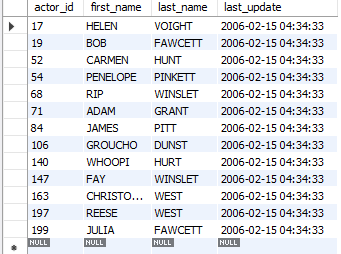 actor_id first_name last_name last_update
17 HELEN VOIGHT 2006-02-15 04:34:33
19 BOB FAWCETT 2006-02-15 04:34:33
52 CARMEN HUNT 2006-02-15 04:34:33
54 PENELOPE PINKETT 2006-02-15 04:34:33
68 RIP WINSLET 2006-02-15 04:34:33
71 ADAM GRANT 2006-02-15 04:34:33
84 JAMES PITT 2006-02-15 04:34:33
106 GROUCHO DUNST 2006-02-15 04:34:33
140 WHOOPI HURT 2006-02-15 04:34:33
147 FAY WINSLET 2006-02-15 04:34:33
163 CHRISTO... WEST 2006-02-15 04:34:33
197 REESE WEST 2006-02-15 04:34:33
199 JULIA FAWCETT 2006-02-15 04:34:33
NULL NULL NULL NULL